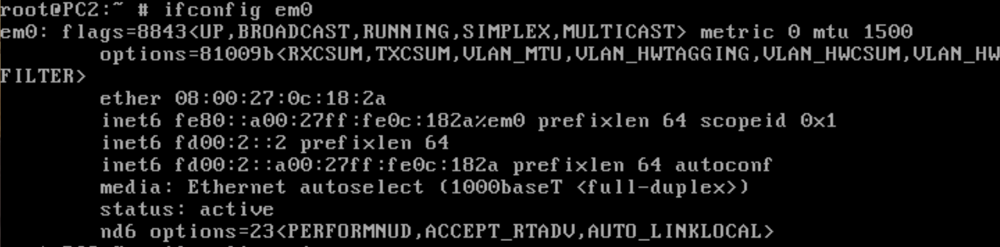 root@PC2:~ # ifconfig em0
em0: flags=8843<UP,BROADCAST,RUNNING,SIMPLEX,MULTICAST> metric 0 mtu 1500
options=81009b<RXCSUM,TXCSUM,VLAN_MTU,VLAN_HWTAGGING,VLAN_HWCSUM,VLAN_HW
FILTER>
ether 08:00:27:0c:18:2a
inet6 fe80::a00:27ff:fe0c:182a%em0 prefixlen 64 scopeid 0x1
inet6 fd00:2::2 prefixlen 64
inet6 fd00:2::a00:27ff:fe0c:182a prefixlen 64 autoconf
media: Ethernet autoselect (1000baseT <full-duplex>)
status: active
nd6 options=23<PERFORMNUD,ACCEPT_RTADV,AUTO_LINKLOCAL>